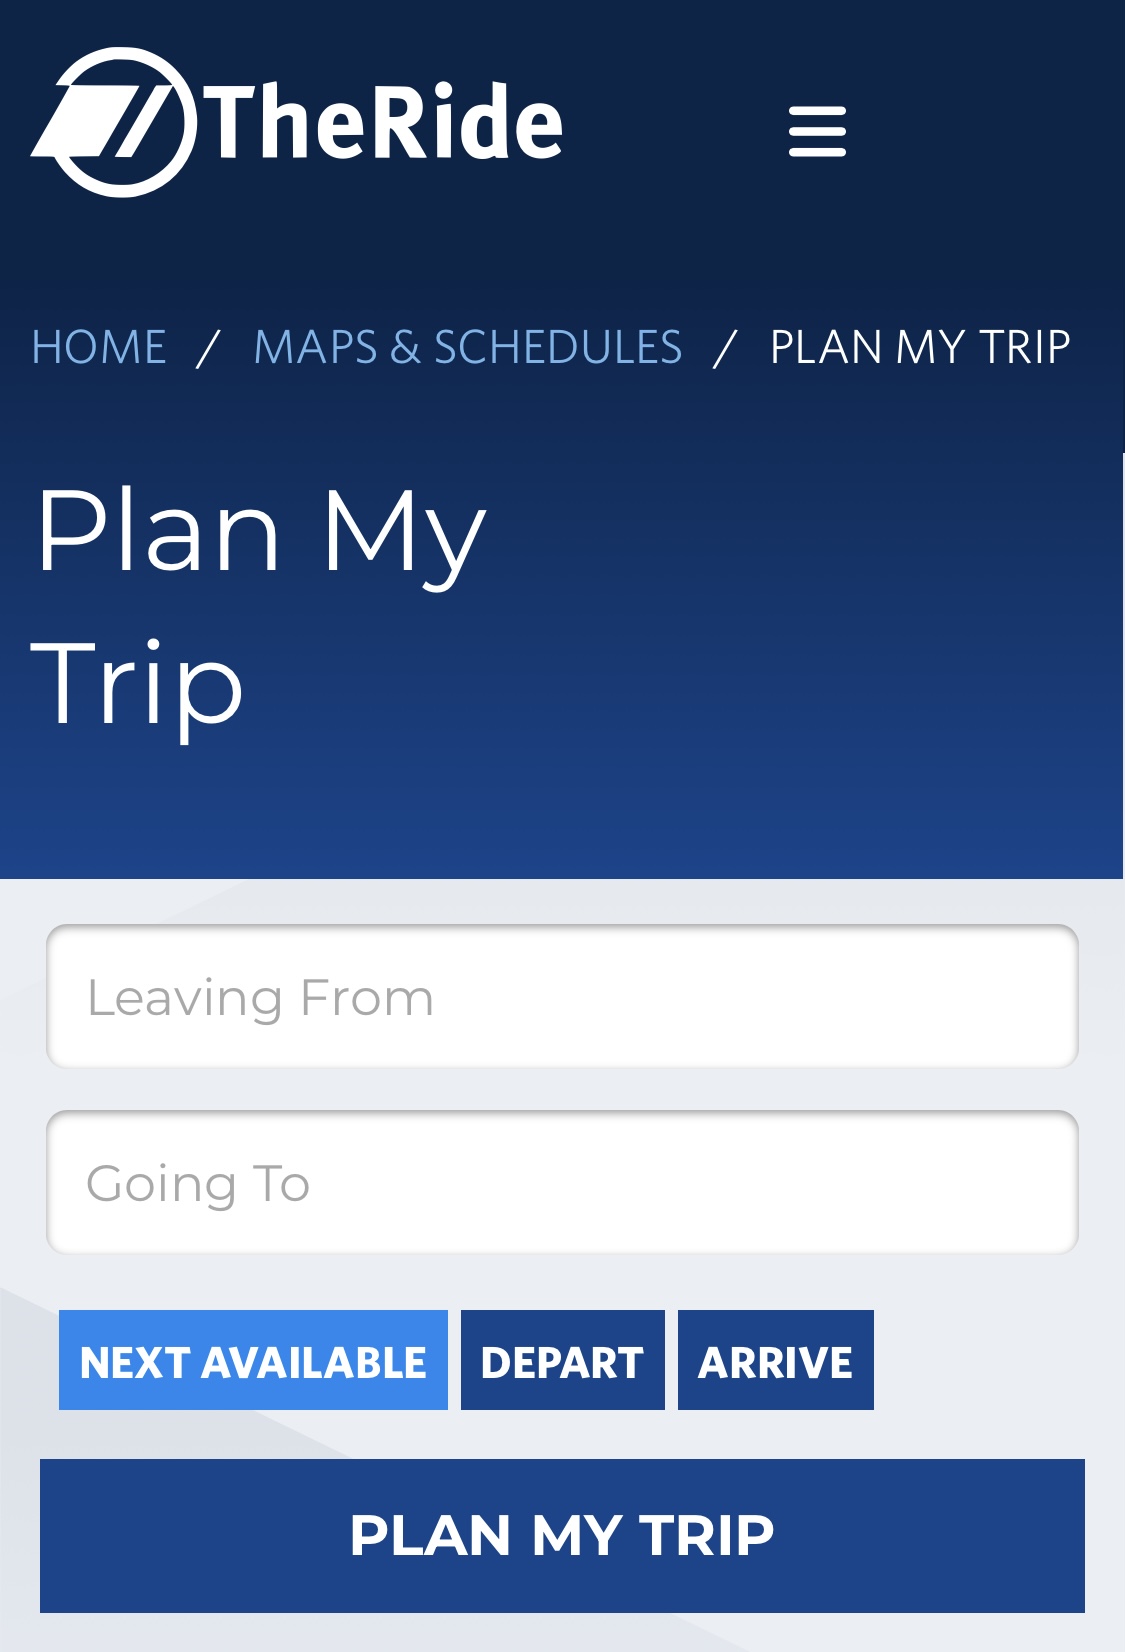 TheRide
HOME / MAPS & SCHEDULES / PLAN MY TRIP
Plan My
Trip
Leaving From
Going To
NEXT AVAILABLE DEPART ARRIVE
PLAN MY TRIP